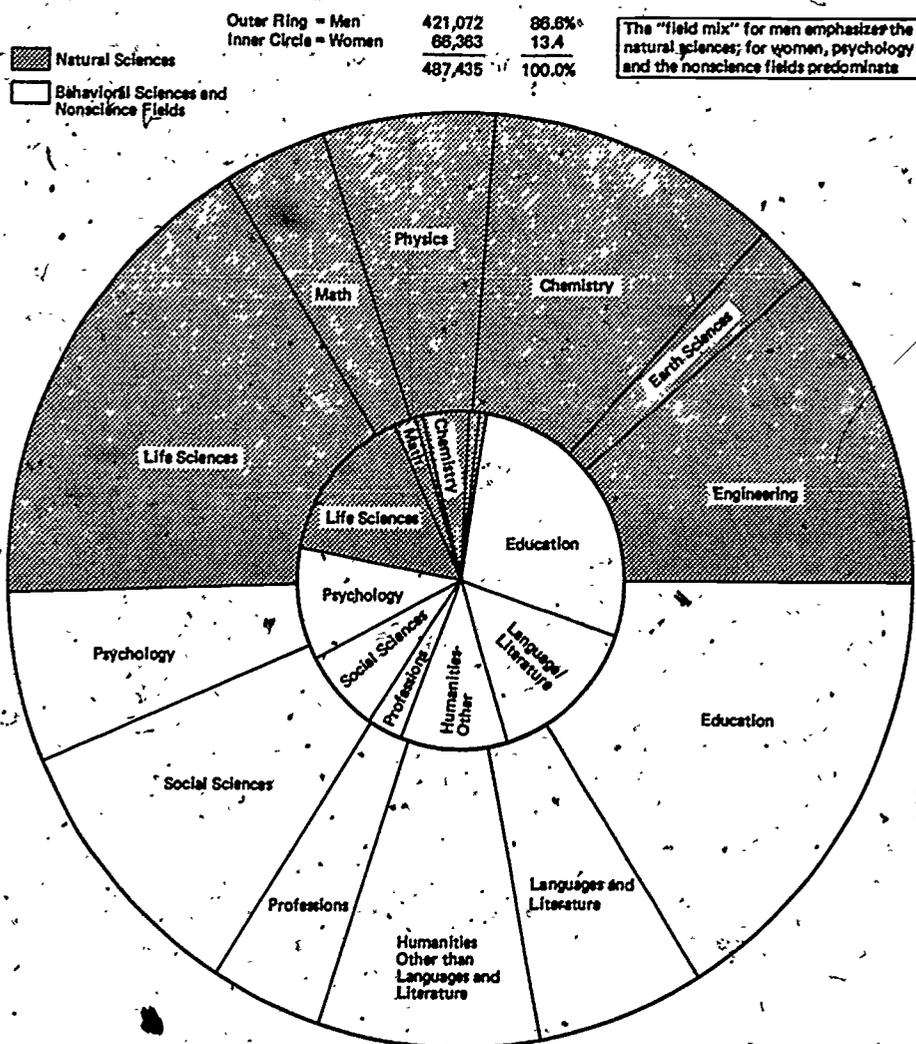 Outer Ring = Men 421,072 86.6%
Inner Circle = Women 66,363 13.4
487,435 100.0%
The "field mix" for men emphasizes the
natural sciences; for women, psychology
and the nonscience fields predominate
Natural Sciences
Behavioral Sciences and
Nonscience Fields
Physics
Chemistry
Math
Earth Sciences
Life Sciences
Engineering
Math
Chemistry
Life Sciences
Education
Psychology
Language/
Literature
Social Sciences
Professions
Humanities-
Other
Psychology
Education
Social Sciences
Professions
Languages and
Literature
Humanities
Other than
Languages and
Literature